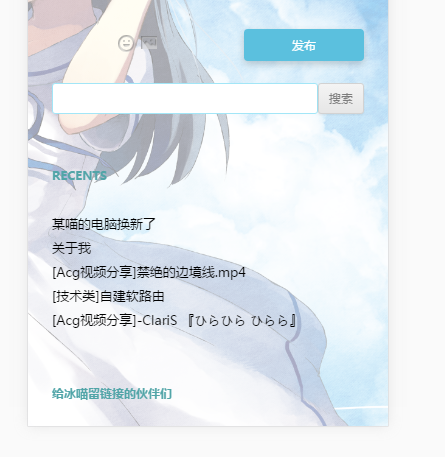 发布
搜索
RECENTS
某喵的电脑换新了
关于我
[Acg视频分享]禁绝的边境线.mp4
[技术类]自建软路由
[Acg视频分享]-ClariS 『ひらひら ひらら』
给冰喵留链接的伙伴们